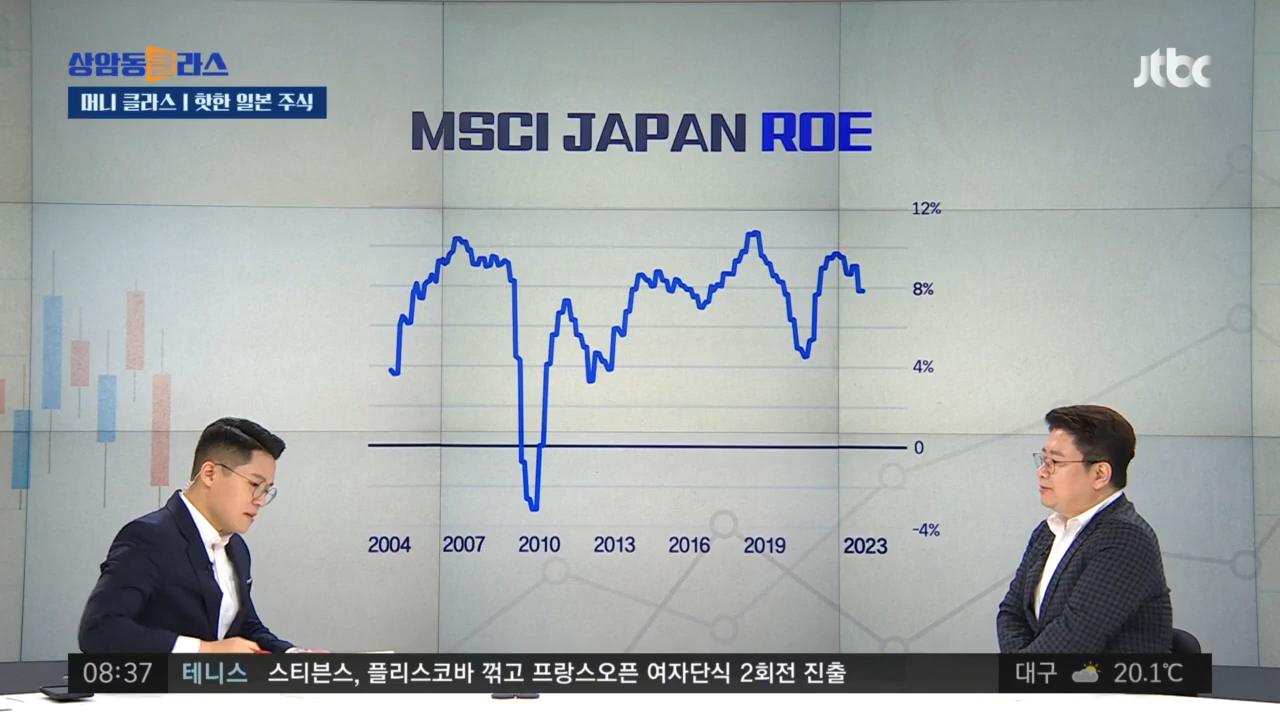 상암동클라스
jtbc
머니 클라스 | 핫한 일본 주식
MSCI JAPAN ROE
12%
8%
4%
0
-4%
2004 2007 2010 2013 2016 2019 2023
08:37 테니스 스티븐스, 플리스코바 꺾고 프랑스오픈 여자단식 2회전 진출 대구 20.1℃